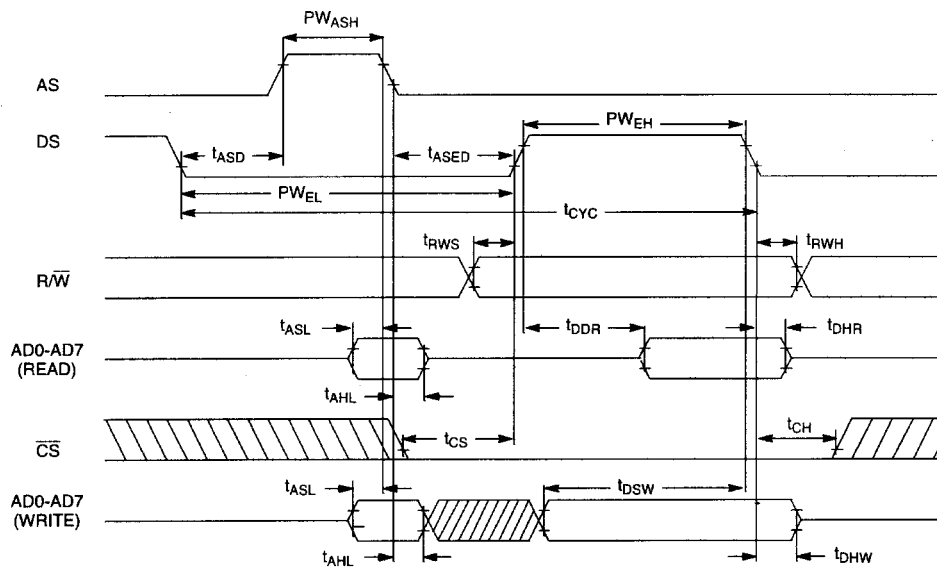 PW_ASH
AS
PW_EH
DS
t_ASD
t_ASED
PW_EL
t_CYC
t_RWS
t_RWH
R/W̅
t_ASL
t_DDR
t_DHR
AD0-AD7
(READ)
t_AHL
t_CS
t_CH
C̅S̅
t_ASL
t_DSW
AD0-AD7
(WRITE)
t_AHL
t_DHW